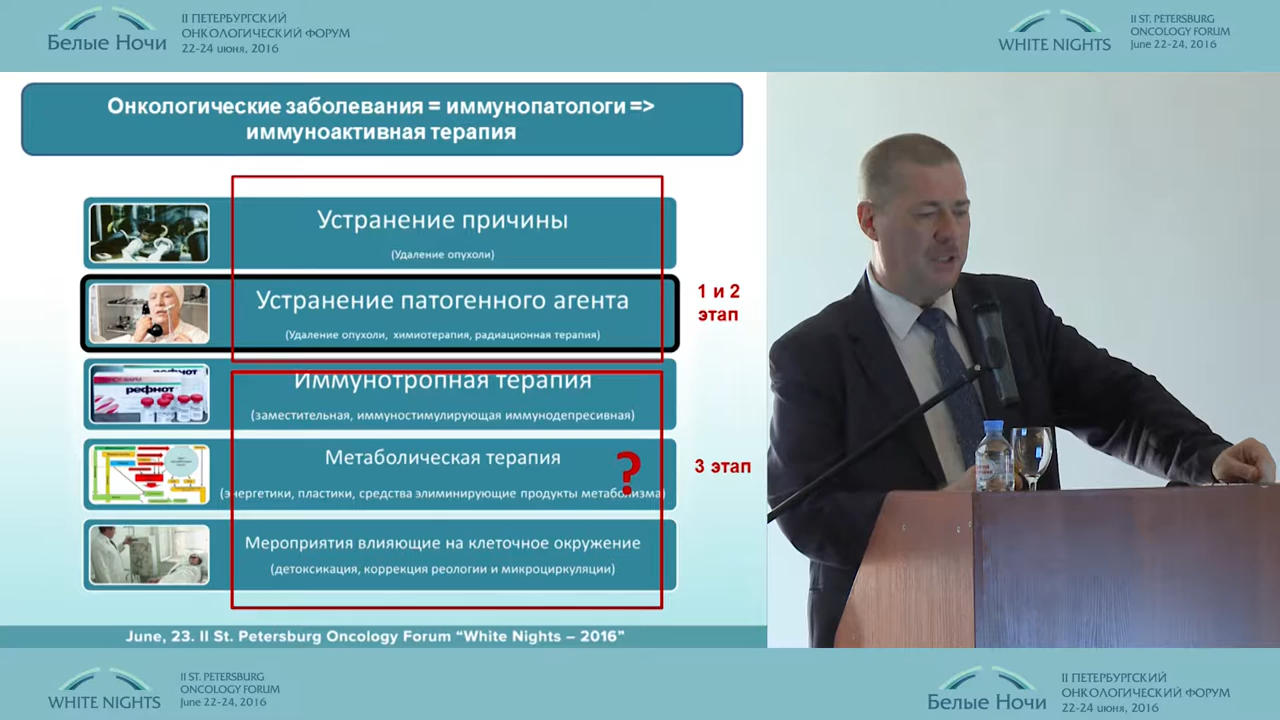 II ПЕТЕРБУРГСКИЙ
ОНКОЛОГИЧЕСКИЙ ФОРУМ
Белые Ночи
22-24 июня, 2016
II ST. PETERSBURG
ONCOLOGY FORUM
WHITE NIGHTS
June 22-24, 2016
Онкологические заболевания = иммунопатологи =>
иммуноактивная терапия
Устранение причины
(Удаление опухоли)
Устранение патогенного агента
(Удаление опухоли, химиотерапия, радиационная терапия)
1 и 2
этап
рефнот
рефнот
Иммунотропная терапия
(заместительная, иммуностимулирующая иммунодепресивная)
Метаболическая терапия
?
(энергетики, пластики, средства элиминирующие продукты метаболизма)
3 этап
Мероприятия влияющие на клеточное окружение
(детоксикация, коррекция реологии и микроциркуляции)
June, 23. II St. Petersburg Oncology Forum “White Nights – 2016”
II ST. PETERSBURG
ONCOLOGY FORUM
WHITE NIGHTS
June 22-24, 2016
II ПЕТЕРБУРГСКИЙ
ОНКОЛОГИЧЕСКИЙ ФОРУМ
Белые Ночи
22-24 июня, 2016